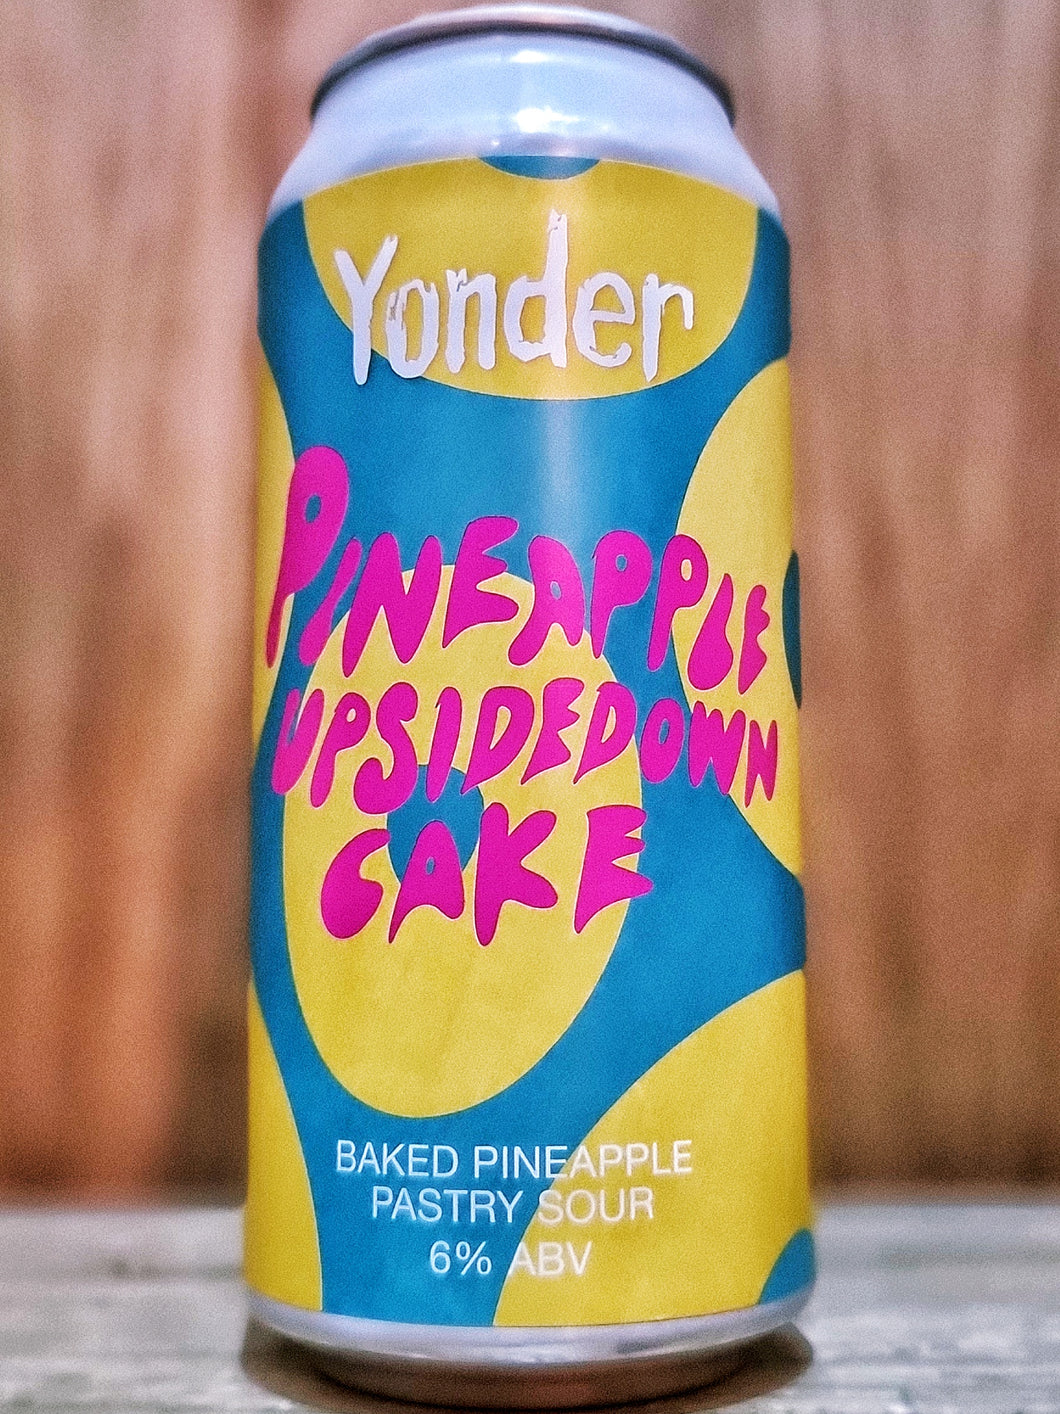 Yonder
PINEAPPLE
UPSIDEDOWN
CAKE
BAKED PINEAPPLE
PASTRY SOUR
6% ABV